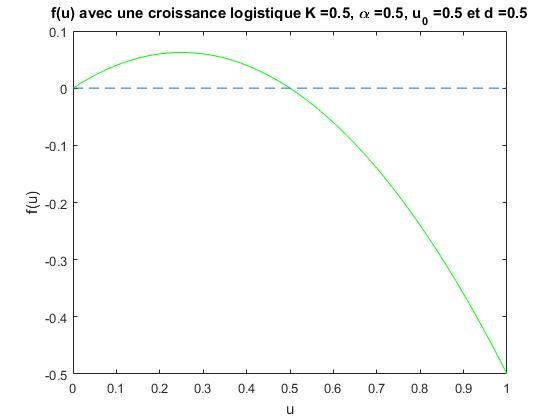 f(u) avec une croissance logistique K =0.5, α =0.5, u₀ =0.5 et d =0.5
0.1
0
-0.1
-0.2
-0.3
-0.4
-0.5
f(u)
0 0.1 0.2 0.3 0.4 0.5 0.6 0.7 0.8 0.9 1
u